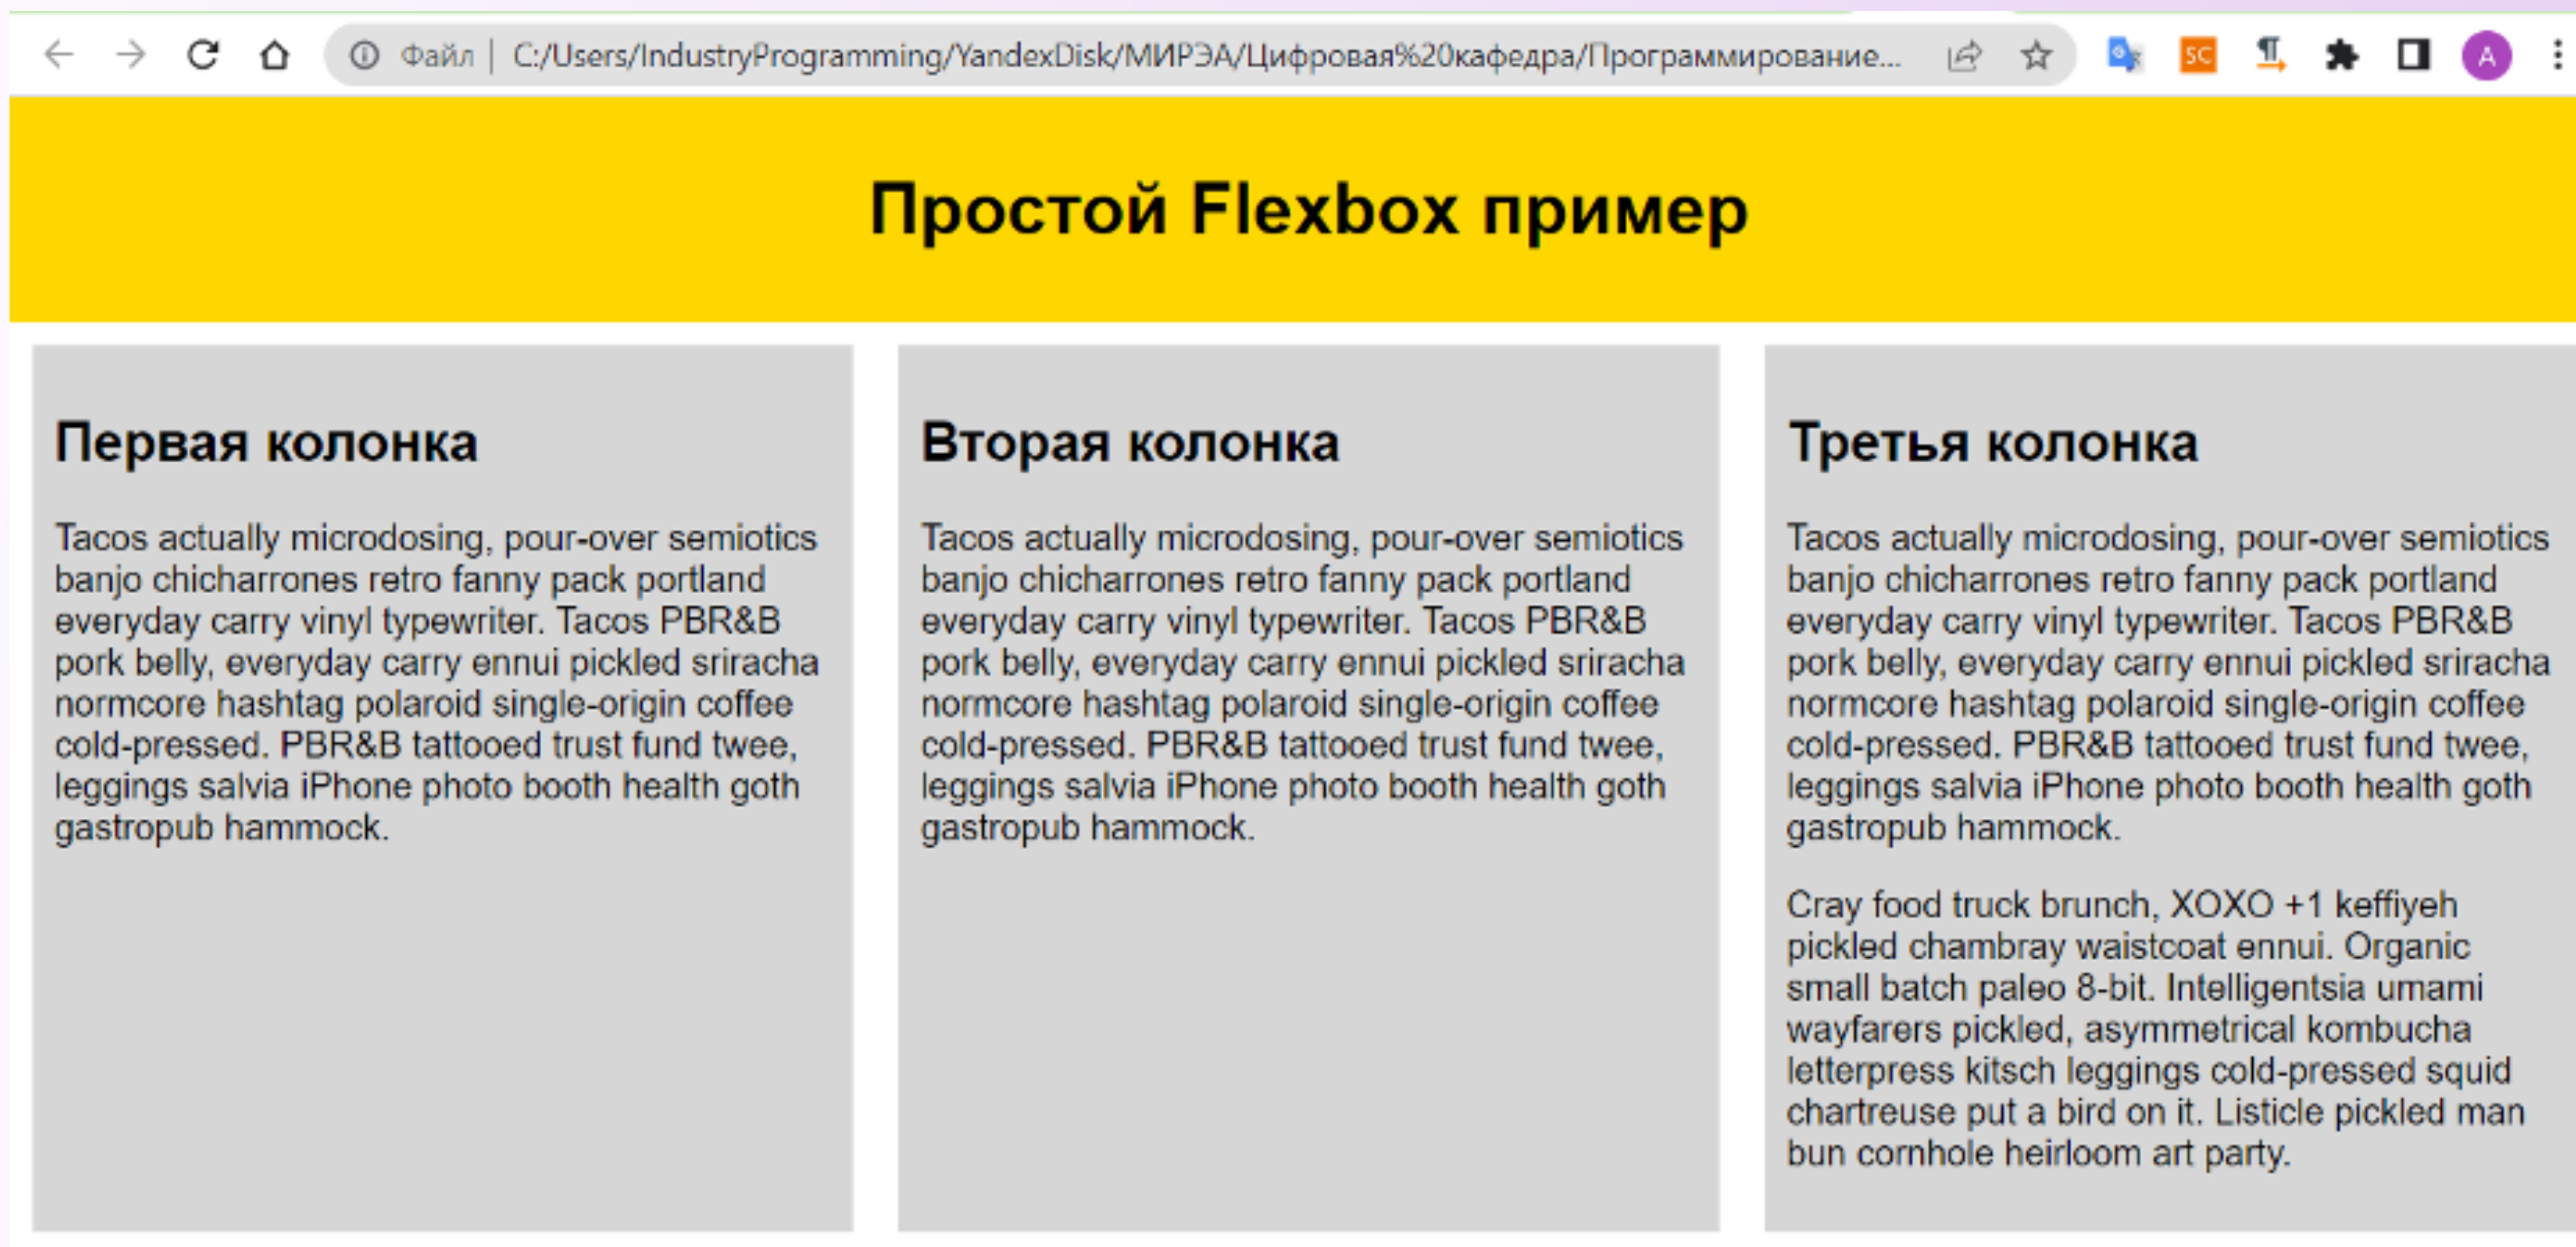 Файл | C:/Users/IndustryProgramming/YandexDisk/МИРЭА/Цифровая%20кафедра/Программирование...
SC
A
Простой Flexbox пример
Первая колонка
Tacos actually microdosing, pour-over semiotics
banjo chicharrones retro fanny pack portland
everyday carry vinyl typewriter. Tacos PBR&B
pork belly, everyday carry ennui pickled sriracha
normcore hashtag polaroid single-origin coffee
cold-pressed. PBR&B tattooed trust fund twee,
leggings salvia iPhone photo booth health goth
gastropub hammock.
Вторая колонка
Tacos actually microdosing, pour-over semiotics
banjo chicharrones retro fanny pack portland
everyday carry vinyl typewriter. Tacos PBR&B
pork belly, everyday carry ennui pickled sriracha
normcore hashtag polaroid single-origin coffee
cold-pressed. PBR&B tattooed trust fund twee,
leggings salvia iPhone photo booth health goth
gastropub hammock.
Третья колонка
Tacos actually microdosing, pour-over semiotics
banjo chicharrones retro fanny pack portland
everyday carry vinyl typewriter. Tacos PBR&B
pork belly, everyday carry ennui pickled sriracha
normcore hashtag polaroid single-origin coffee
cold-pressed. PBR&B tattooed trust fund twee,
leggings salvia iPhone photo booth health goth
gastropub hammock.
Cray food truck brunch, XOXO +1 keffiyeh
pickled chambray waistcoat ennui. Organic
small batch paleo 8-bit. Intelligentsia umami
wayfarers pickled, asymmetrical kombucha
letterpress kitsch leggings cold-pressed squid
chartreuse put a bird on it. Listicle pickled man
bun cornhole heirloom art party.